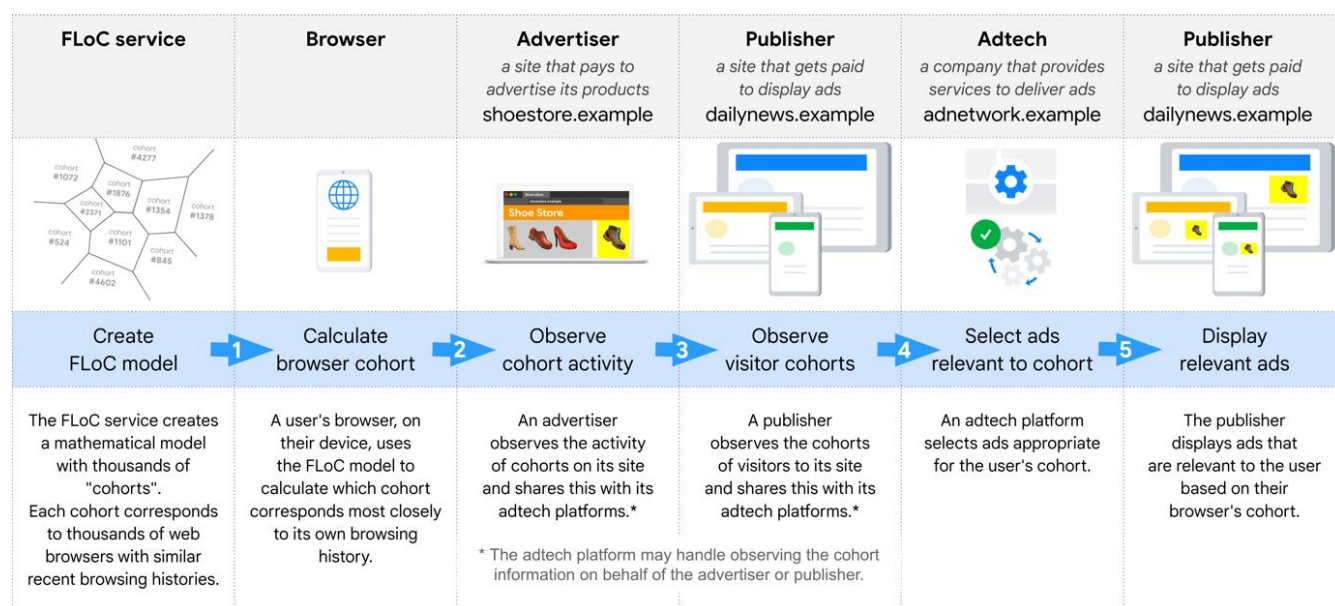 FLoC service
Browser
Advertiser
a site that pays to
advertise its products
shoestore.example
Publisher
a site that gets paid
to display ads
dailynews.example
Adtech
a company that provides
services to deliver ads
adnetwork.example
Publisher
a site that gets paid
to display ads
dailynews.example
cohort
#4277
cohort
#1072
cohort
#1876
cohort
#2371
cohort
#1354
cohort
#1378
cohort
#524
cohort
#1101
cohort
#845
cohort
#4602
Shoe store
shoestore.example
Shoe Store
Create
FLoC model
1
Calculate
browser cohort
2
Observe
cohort activity
3
Observe
visitor cohorts
4
Select ads
relevant to cohort
5
Display
relevant ads
The FLoC service creates
a mathematical model
with thousands of
"cohorts".
Each cohort corresponds
to thousands of web
browsers with similar
recent browsing histories.
A user's browser, on
their device, uses
the FLoC model to
calculate which cohort
corresponds most closely
to its own browsing
history.
An advertiser
observes the activity
of cohorts on its site
and shares this with its
adtech platforms.*
A publisher
observes the cohorts
of visitors to its site
and shares this with its
adtech platforms.*
* The adtech platform may handle observing the cohort
information on behalf of the advertiser or publisher.
An adtech platform
selects ads appropriate
for the user's cohort.
The publisher
displays ads that
are relevant to the user
based on their
browser's cohort.